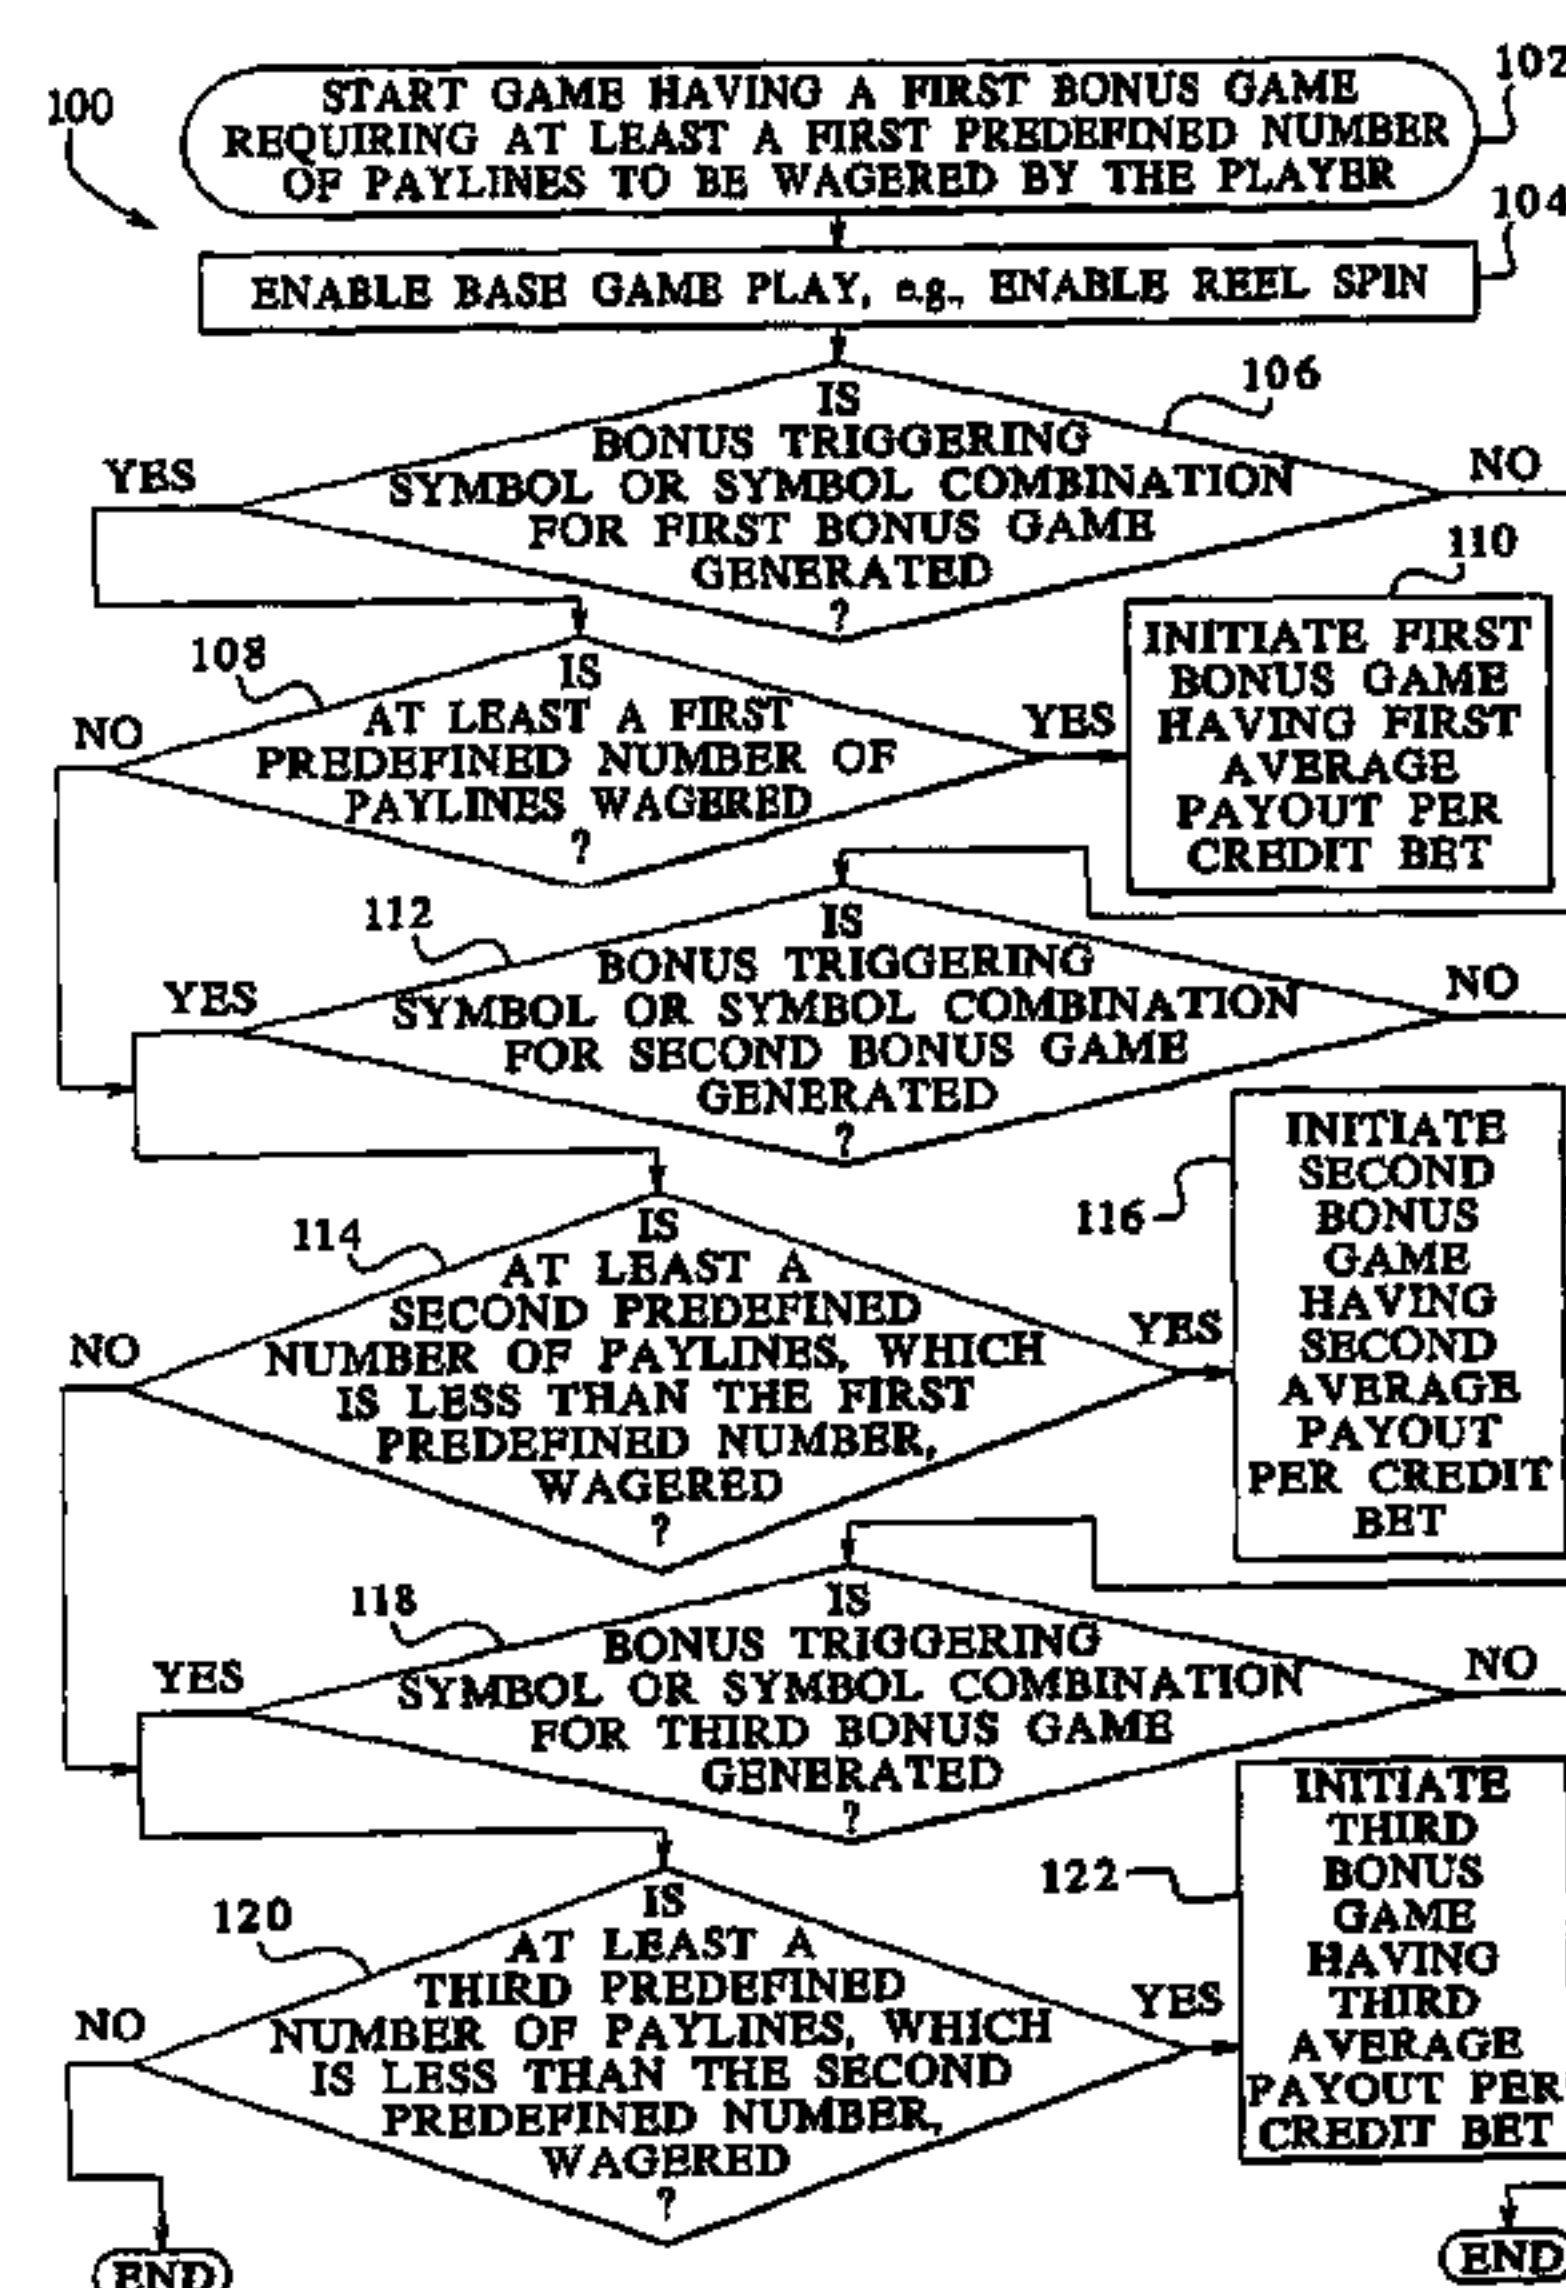 100
START GAME HAVING A FIRST BONUS GAME
REQUIRING AT LEAST A FIRST PREDEFINED NUMBER
OF PAYLINES TO BE WAGERED BY THE PLAYER
102
104
ENABLE BASE GAME PLAY, e.g., ENABLE REEL SPIN
106
IS
BONUS TRIGGERING
SYMBOL OR SYMBOL COMBINATION
FOR FIRST BONUS GAME
GENERATED
?
YES
NO
108
IS
AT LEAST A FIRST
PREDEFINED NUMBER OF
PAYLINES WAGERED
?
NO
YES
110
INITIATE FIRST
BONUS GAME
HAVING FIRST
AVERAGE
PAYOUT PER
CREDIT BET
112
IS
BONUS TRIGGERING
SYMBOL OR SYMBOL COMBINATION
FOR SECOND BONUS GAME
GENERATED
?
YES
NO
114
IS
AT LEAST A
SECOND PREDEFINED
NUMBER OF PAYLINES, WHICH
IS LESS THAN THE FIRST
PREDEFINED NUMBER,
WAGERED
?
NO
YES
116
INITIATE
SECOND
BONUS
GAME
HAVING
SECOND
AVERAGE
PAYOUT
PER CREDIT
BET
118
IS
BONUS TRIGGERING
SYMBOL OR SYMBOL COMBINATION
FOR THIRD BONUS GAME
GENERATED
?
YES
NO
120
IS
AT LEAST A
THIRD PREDEFINED
NUMBER OF PAYLINES, WHICH
IS LESS THAN THE SECOND
PREDEFINED NUMBER,
WAGERED
?
NO
YES
122
INITIATE
THIRD
BONUS
GAME
HAVING
THIRD
AVERAGE
PAYOUT PER
CREDIT BET
END
END